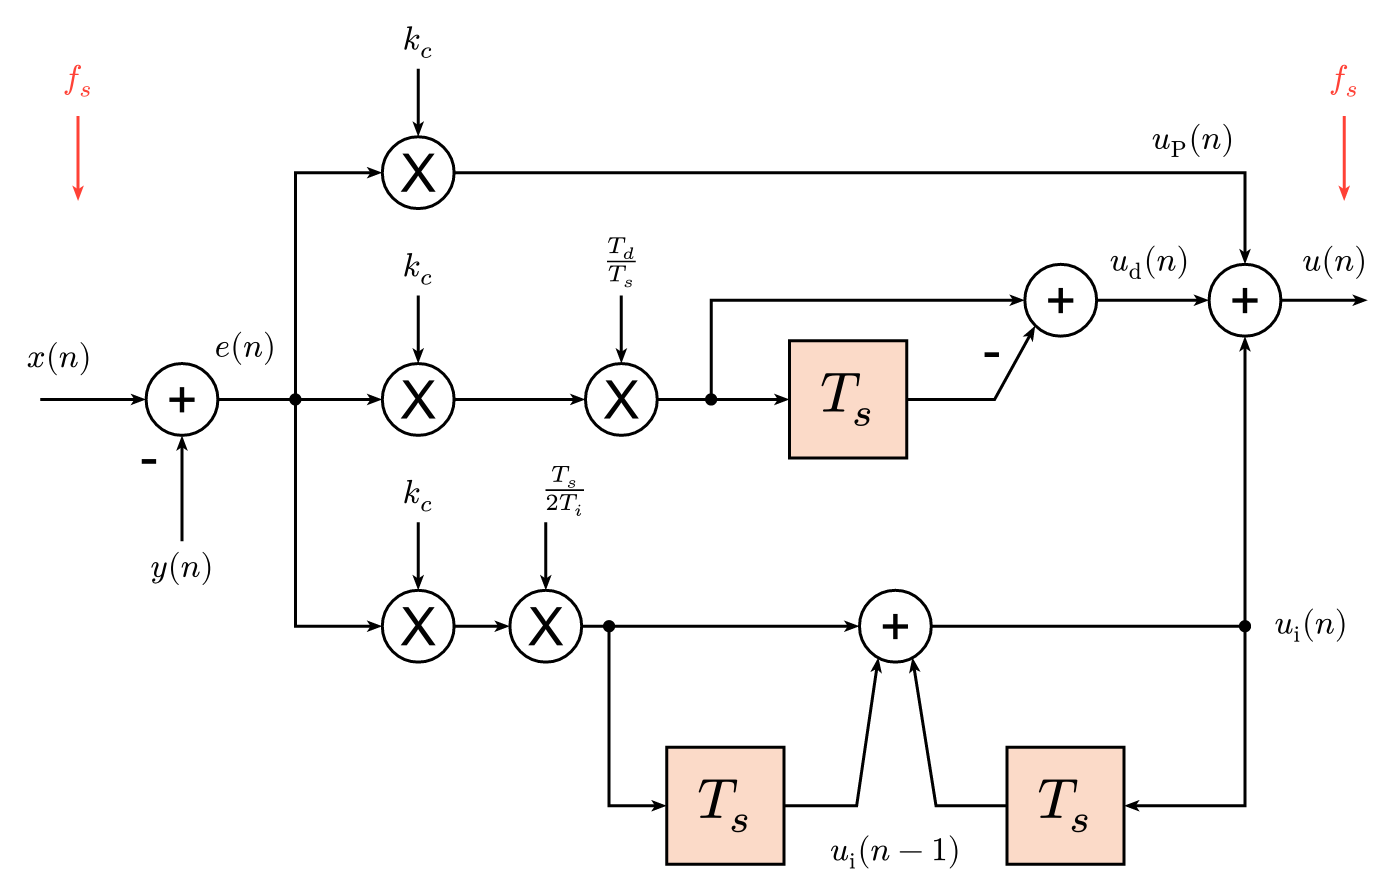 k_c
f_s
f_s
u_P(n)
X
k_c
T_d/T_s
u_d(n)
u(n)
+
+
x(n)
e(n)
-
+
X
X
T_s
-
k_c
T_s/2T_i
y(n)
X
X
+
u_i(n)
T_s
T_s
u_i(n − 1)